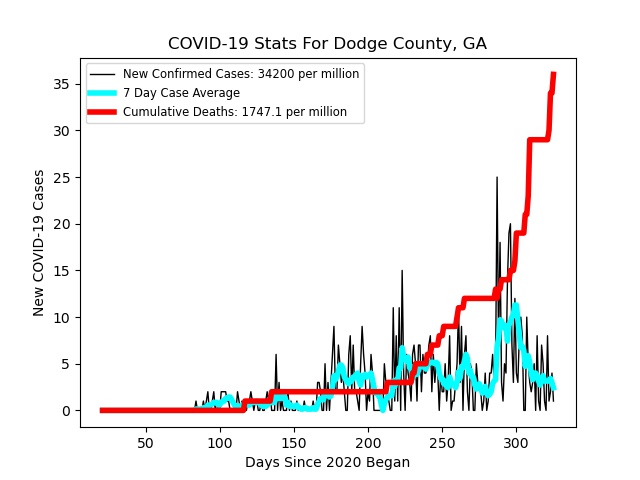 COVID-19 Stats For Dodge County, GA
New Confirmed Cases: 34200 per million
7 Day Case Average
Cumulative Deaths: 1747.1 per million
New COVID-19 Cases
35
30
25
20
15
10
5
0
50 100 150 200 250 300
Days Since 2020 Began